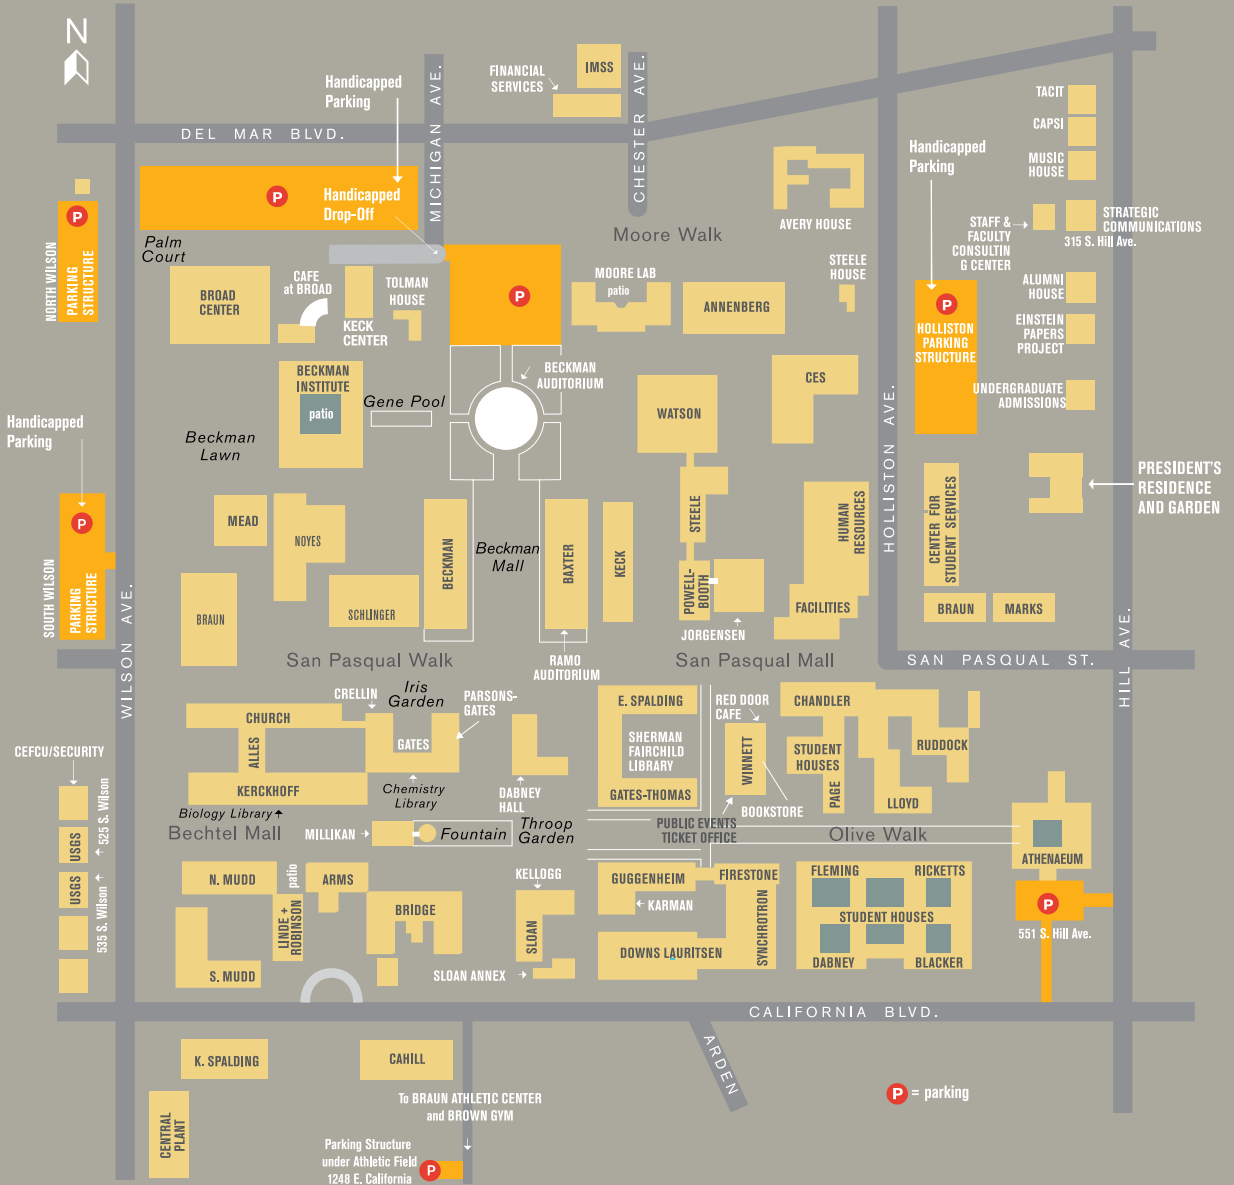 N
IMSS
FINANCIAL
SERVICES
Handicapped
Parking
MICHIGAN AVE.
CHESTER AVE.
DEL MAR BLVD.
TACIT
CAPSI
MUSIC
HOUSE
Handicapped
Parking
P
P
Handicapped
Drop-Off
AVERY HOUSE
STAFF &
FACULTY
CONSULTIN
G CENTER
STRATEGIC
COMMUNICATIONS
315 S. Hill Ave.
NORTH WILSON
PARKING
STRUCTURE
Palm
Court
Moore Walk
BROAD
CENTER
CAFE
at BROAD
KECK
CENTER
TOLMAN
HOUSE
P
MOORE LAB
patio
ANNENBERG
STEELE
HOUSE
P
HOLLISTON
PARKING
STRUCTURE
ALUMNI
HOUSE
EINSTEIN
PAPERS
PROJECT
UNDERGRADUATE
ADMISSIONS
BECKMAN
INSTITUTE
patio
Gene Pool
BECKMAN
AUDITORIUM
CES
WATSON
HOLLISTON AVE.
Handicapped
Parking
Beckman
Lawn
PRESIDENT'S
RESIDENCE
AND GARDEN
P
SOUTH WILSON
PARKING
STRUCTURE
MEAD
NOYES
BECKMAN
Beckman
Mall
BAXTER
KECK
STEELE
HUMAN
RESOURCES
CENTER FOR
STUDENT SERVICES
BRAUN
SCHLINGER
POWELL-
BOOTH
JORGENSEN
FACILITIES
BRAUN
MARKS
WILSON AVE.
HILL AVE.
San Pasqual Walk
RAMO
AUDITORIUM
San Pasqual Mall
SAN PASQUAL ST.
CRELLIN
Iris
Garden
PARSONS-
GATES
CHURCH
ALLES
GATES
KERCKHOFF
Chemistry
Library
Biology Library
Bechtel Mall
DABNEY
HALL
E. SPALDING
SHERMAN
FAIRCHILD
LIBRARY
GATES-THOMAS
RED DOOR
CAFE
WINNETT
BOOKSTORE
CHANDLER
STUDENT
HOUSES
PAGE
LLOYD
RUDDOCK
CEFCU/SECURITY
USGS
525 S. Wilson
USGS
535 S. Wilson
MILLIKAN
Fountain
Throop
Garden
PUBLIC EVENTS
TICKET OFFICE
Olive Walk
ATHENAEUM
P
551 S. Hill Ave.
N. MUDD
patio
ARMS
LINDE +
ROBINSON
BRIDGE
S. MUDD
KELLOGG
SLOAN
SLOAN ANNEX
GUGGENHEIM
KARMAN
FIRESTONE
DOWNS LAURITSEN
SYNCHROTRON
FLEMING
RICKETTS
STUDENT HOUSES
DABNEY
BLACKER
CALIFORNIA BLVD.
ARDEN
K. SPALDING
CAHILL
CENTRAL
PLANT
To BRAUN ATHLETIC CENTER
and BROWN GYM
P = parking
Parking Structure
under Athletic Field
1248 E. California
P